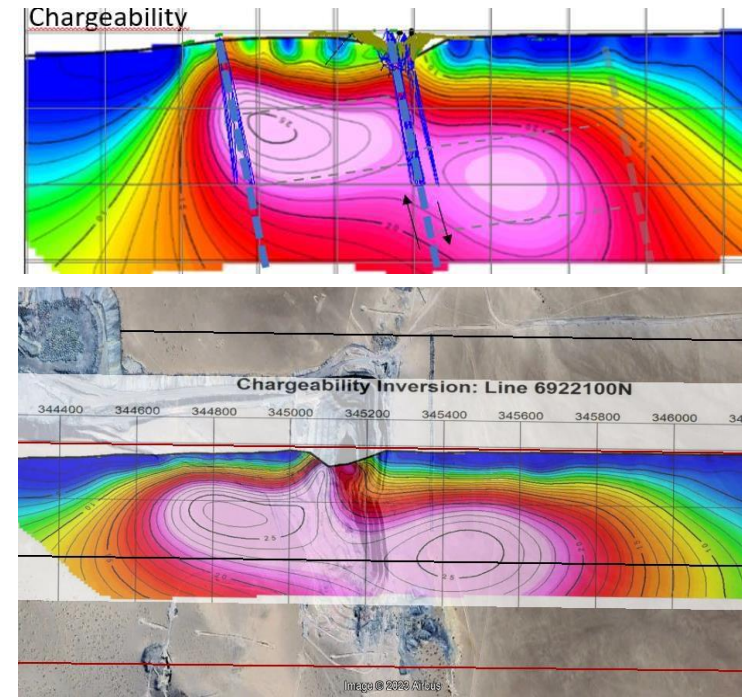 Chargeability
Chargeability Inversion: Line 6922100N
344400 344600 344800 345000 345200 345400 345600 345800 346000 34
2.5
2.5
Image © 2023 Airbus